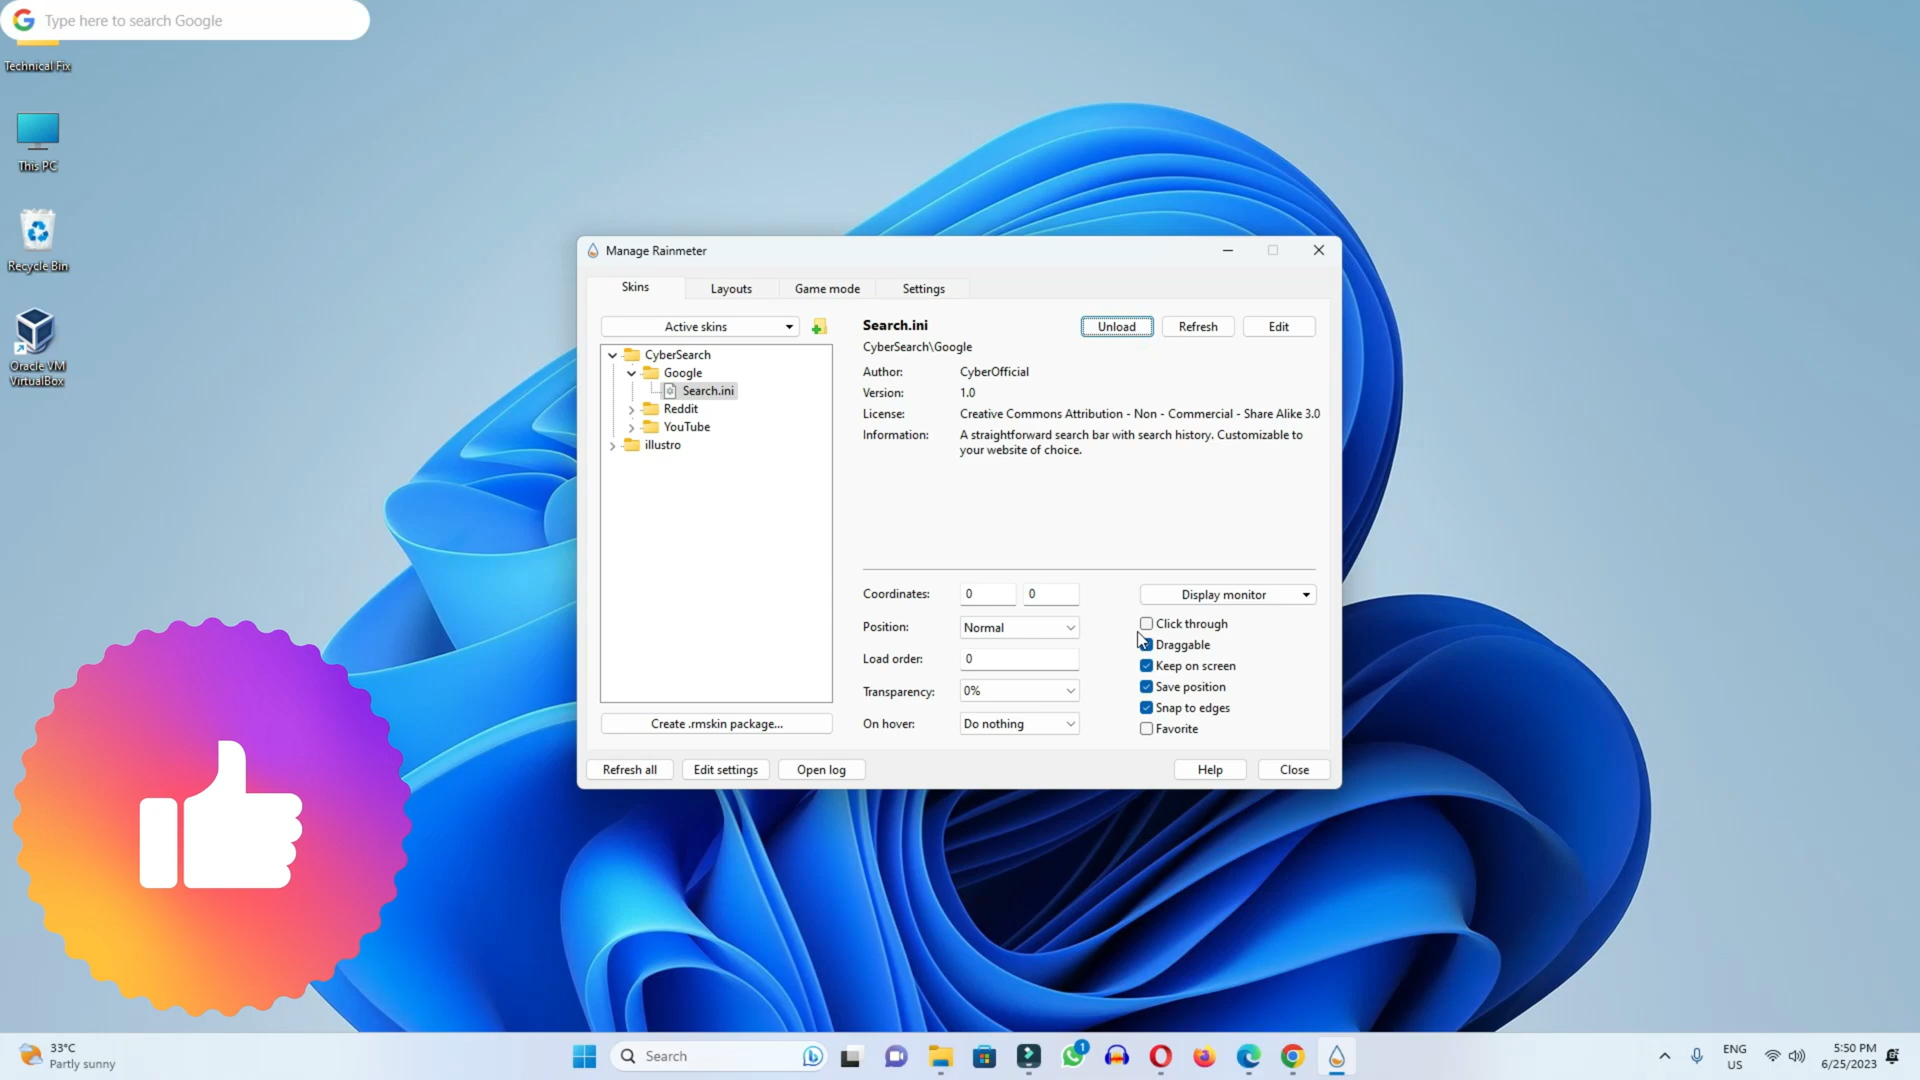 Type here to search Google
Technical Fix
This PC
Recycle Bin
Oracle VM
VirtualBox
Manage Rainmeter
Skins
Layouts
Game mode
Settings
Active skins
CyberSearch
Google
Search.ini
Reddit
YouTube
illustro
Create .rmskin package...
Search.ini
Unload
Refresh
Edit
CyberSearch\Google
Author: CyberOfficial
Version: 1.0
License: Creative Commons Attribution - Non - Commercial - Share Alike 3.0
Information: A straightforward search bar with search history. Customizable to
your website of choice.
Coordinates: 0 0
Position: Normal
Load order: 0
Transparency: 0%
On hover: Do nothing
Display monitor
Click through
Draggable
Keep on screen
Save position
Snap to edges
Favorite
Refresh all
Edit settings
Open log
Help
Close
33°C
Partly sunny
Search
1
ENG
US
5:50 PM
6/25/2023